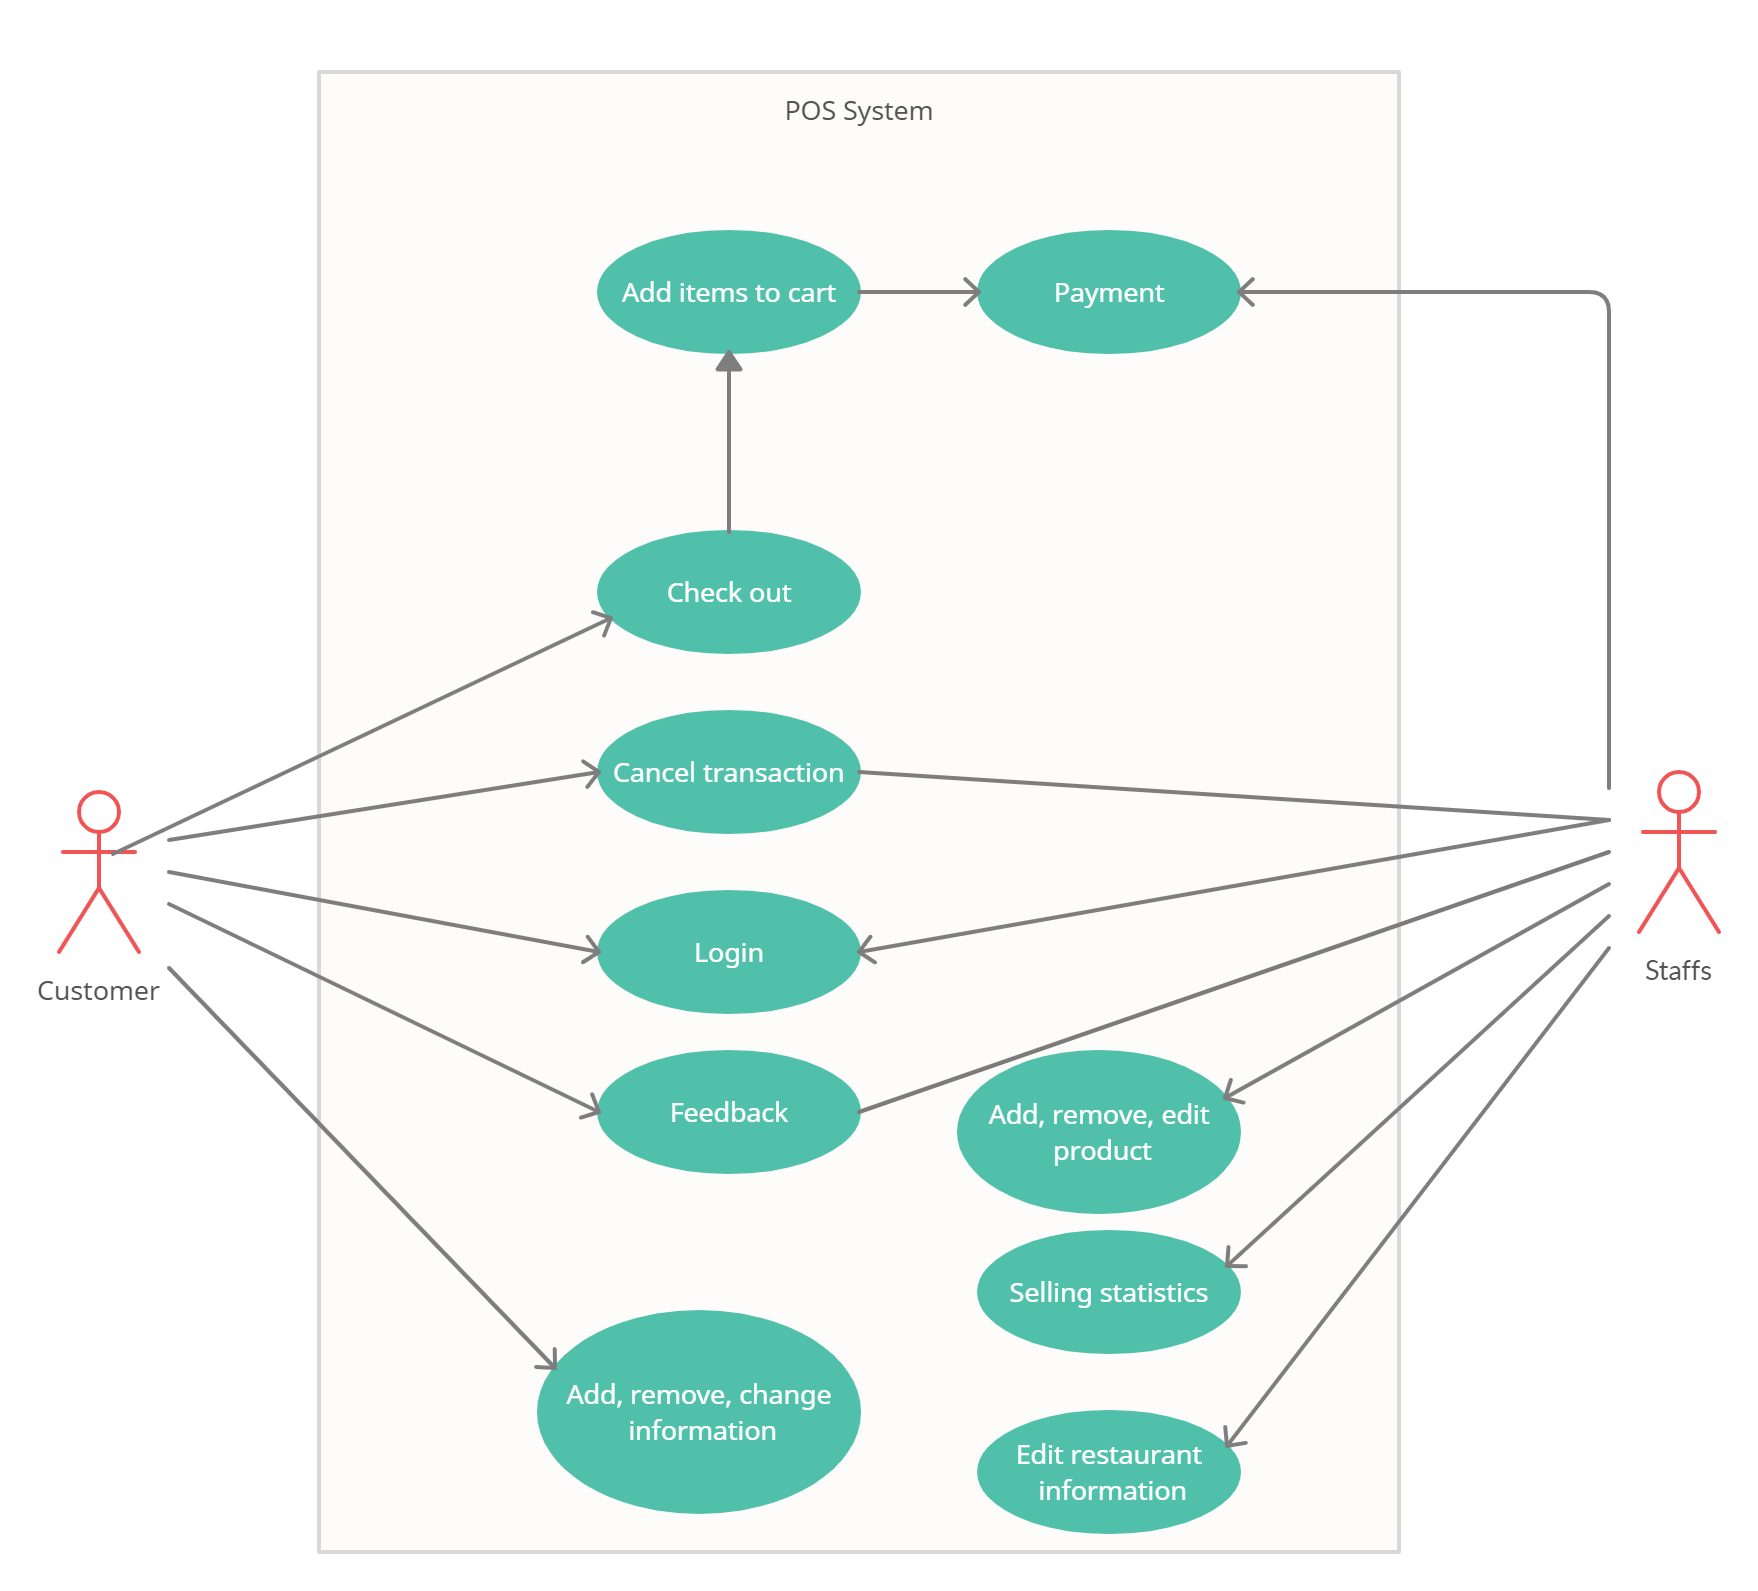 POS System
Add items to cart
Payment
Check out
Cancel transaction
Login
Customer
Staffs
Feedback
Add, remove, edit
product
Selling statistics
Add, remove, change
information
Edit restaurant
information